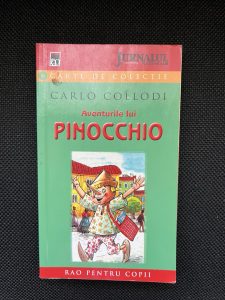 JURNALUL
CARTE DE COLECȚIE
CARLO COLLODI
Aventurile lui
PINOCCHIO
RAO PENTRU COPII